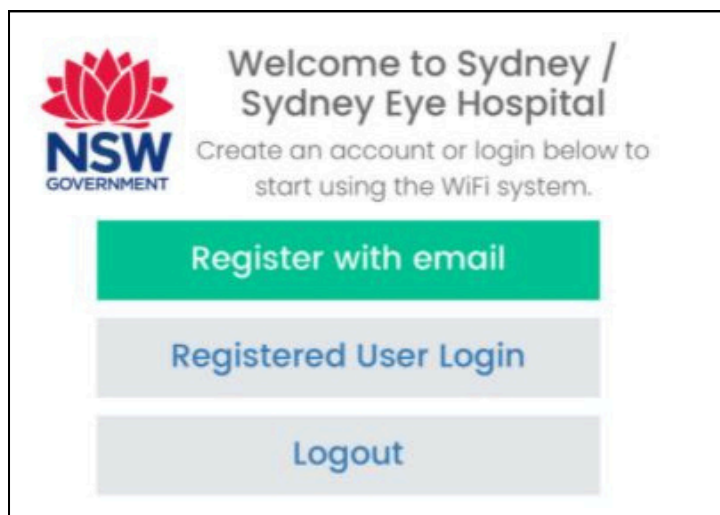 Welcome to Sydney /
Sydney Eye Hospital
NSW
GOVERNMENT
Create an account or login below to
start using the WiFi system.
Register with email
Registered User Login
Logout